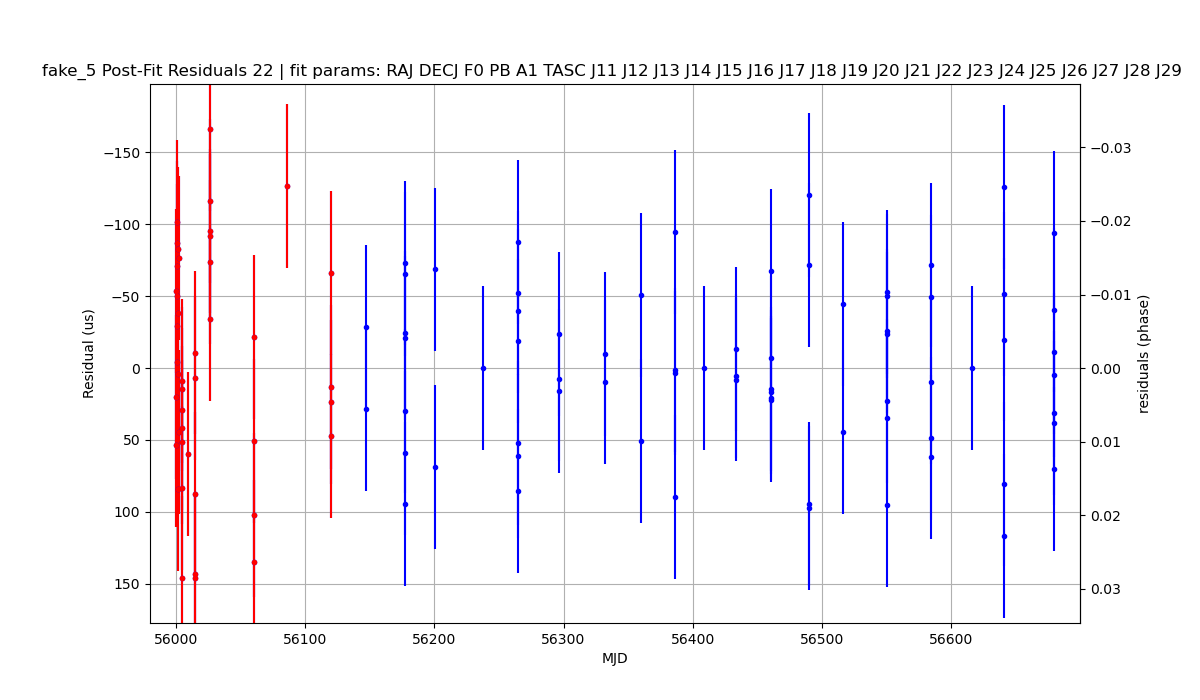 fake_5 Post-Fit Residuals 22 | fit params: RAJ DECJ F0 PB A1 TASC J11 J12 J13 J14 J15 J16 J17 J18 J19 J20 J21 J22 J23 J24 J25 J26 J27 J28 J29
−150
−100
−50
0
50
100
150
Residual (us)
−0.03
−0.02
−0.01
0.00
0.01
0.02
0.03
residuals (phase)
56000 56100 56200 56300 56400 56500 56600
MJD